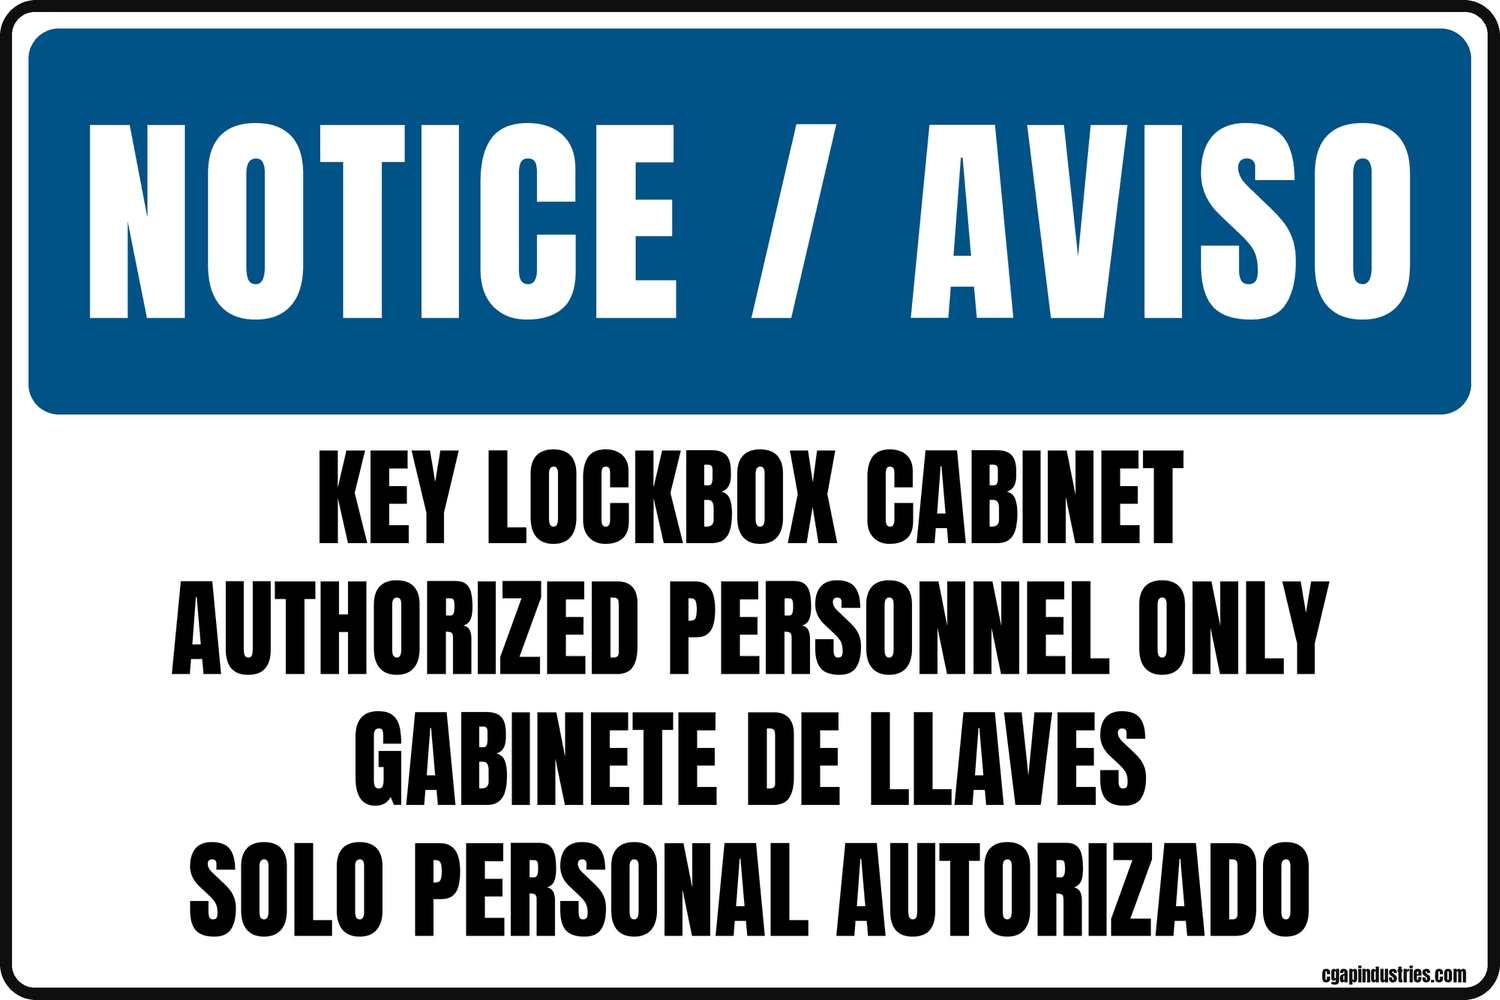 NOTICE / AVISO
KEY LOCKBOX CABINET
AUTHORIZED PERSONNEL ONLY
GABINETE DE LLAVES
SOLO PERSONAL AUTORIZADO
cgapindustries.com